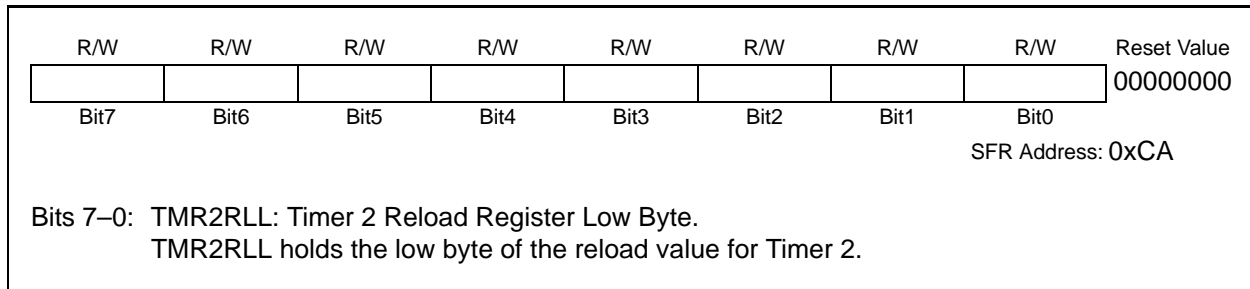 R/W R/W R/W R/W R/W R/W R/W R/W Reset Value
00000000
Bit7 Bit6 Bit5 Bit4 Bit3 Bit2 Bit1 Bit0
SFR Address: 0xCA
Bits 7–0: TMR2RLL: Timer 2 Reload Register Low Byte.
TMR2RLL holds the low byte of the reload value for Timer 2.